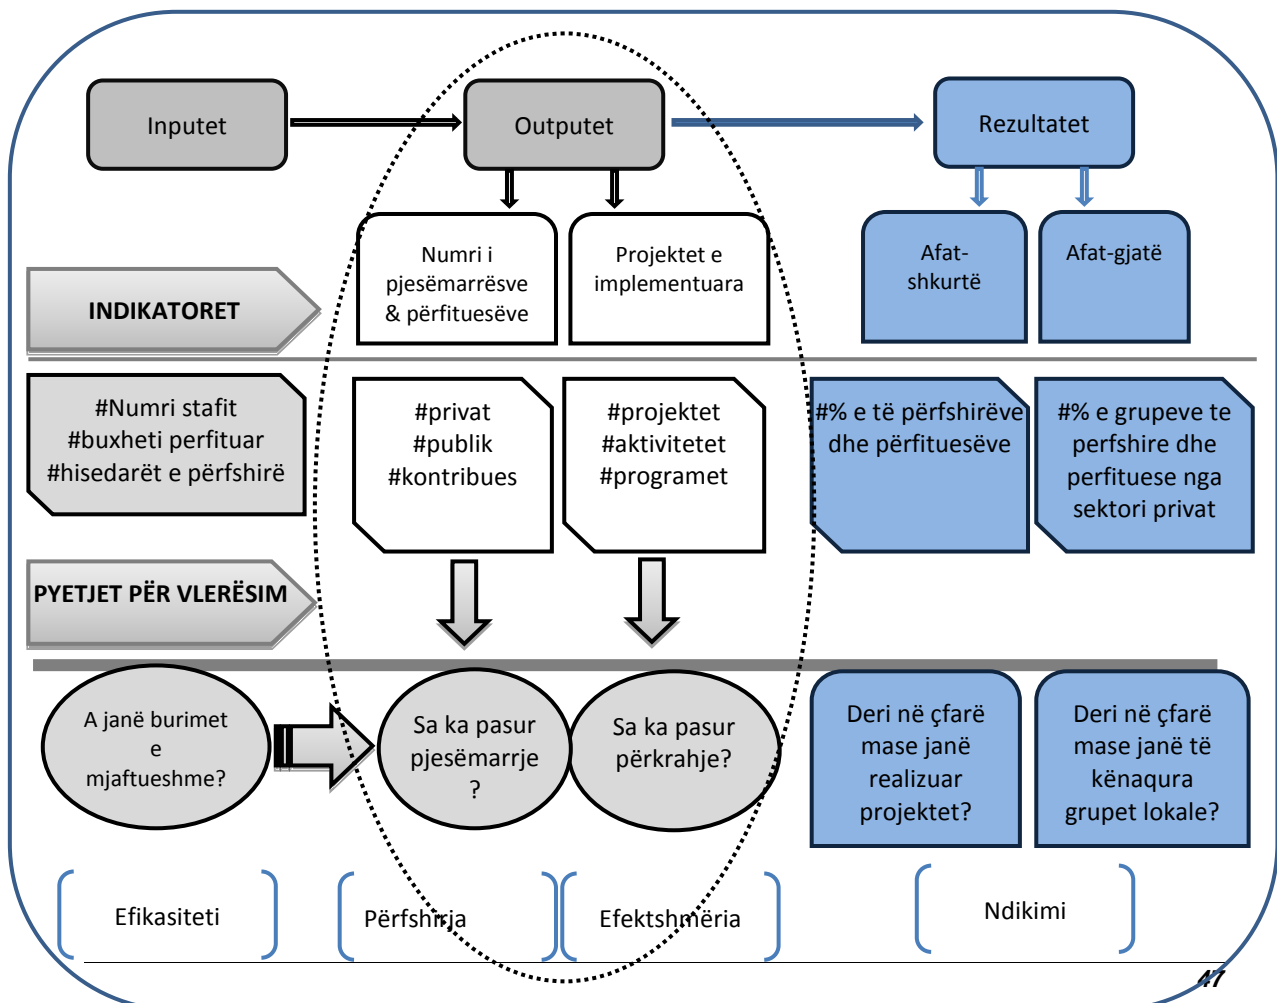 Inputet
Outputet
Rezultatet
Numri i
pjesëmarrësve
& përfituesëve
Projektet e
implementuara
Afat-
shkurtë
Afat-gjatë
INDIKATORET
#Numri stafit
#buxheti perfituar
#hisedarët e përfshirë
#privat
#publik
#kontribues
#projektet
#aktivitetet
#programet
#% e të përfshirëve
dhe përfituesëve
#% e grupeve te
perfshire dhe
perfituese nga
sektori privat
PYETJET PËR VLERËSIM
A janë burimet
e
mjaftueshme?
Sa ka pasur
pjesëmarrje
?
Sa ka pasur
përkrahje?
Deri në çfarë
mase janë
realizuar
projektet?
Deri në çfarë
mase janë të
kënaqura
grupet lokale?
Efikasiteti
Përfshirja
Efektshmëria
Ndikimi
47